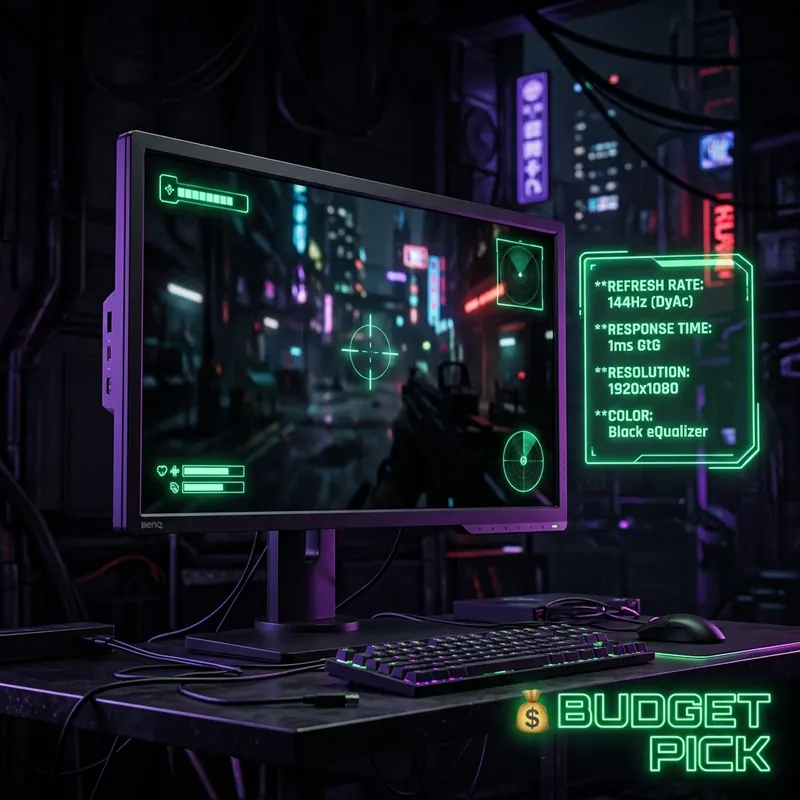 **REFRESH RATE:
144Hz (DyAc)
**RESPONSE TIME:
1ms GtG
**RESOLUTION:
1920x1080
**COLOR:
Black eQualizer
BenQ
BUDGET
PICK